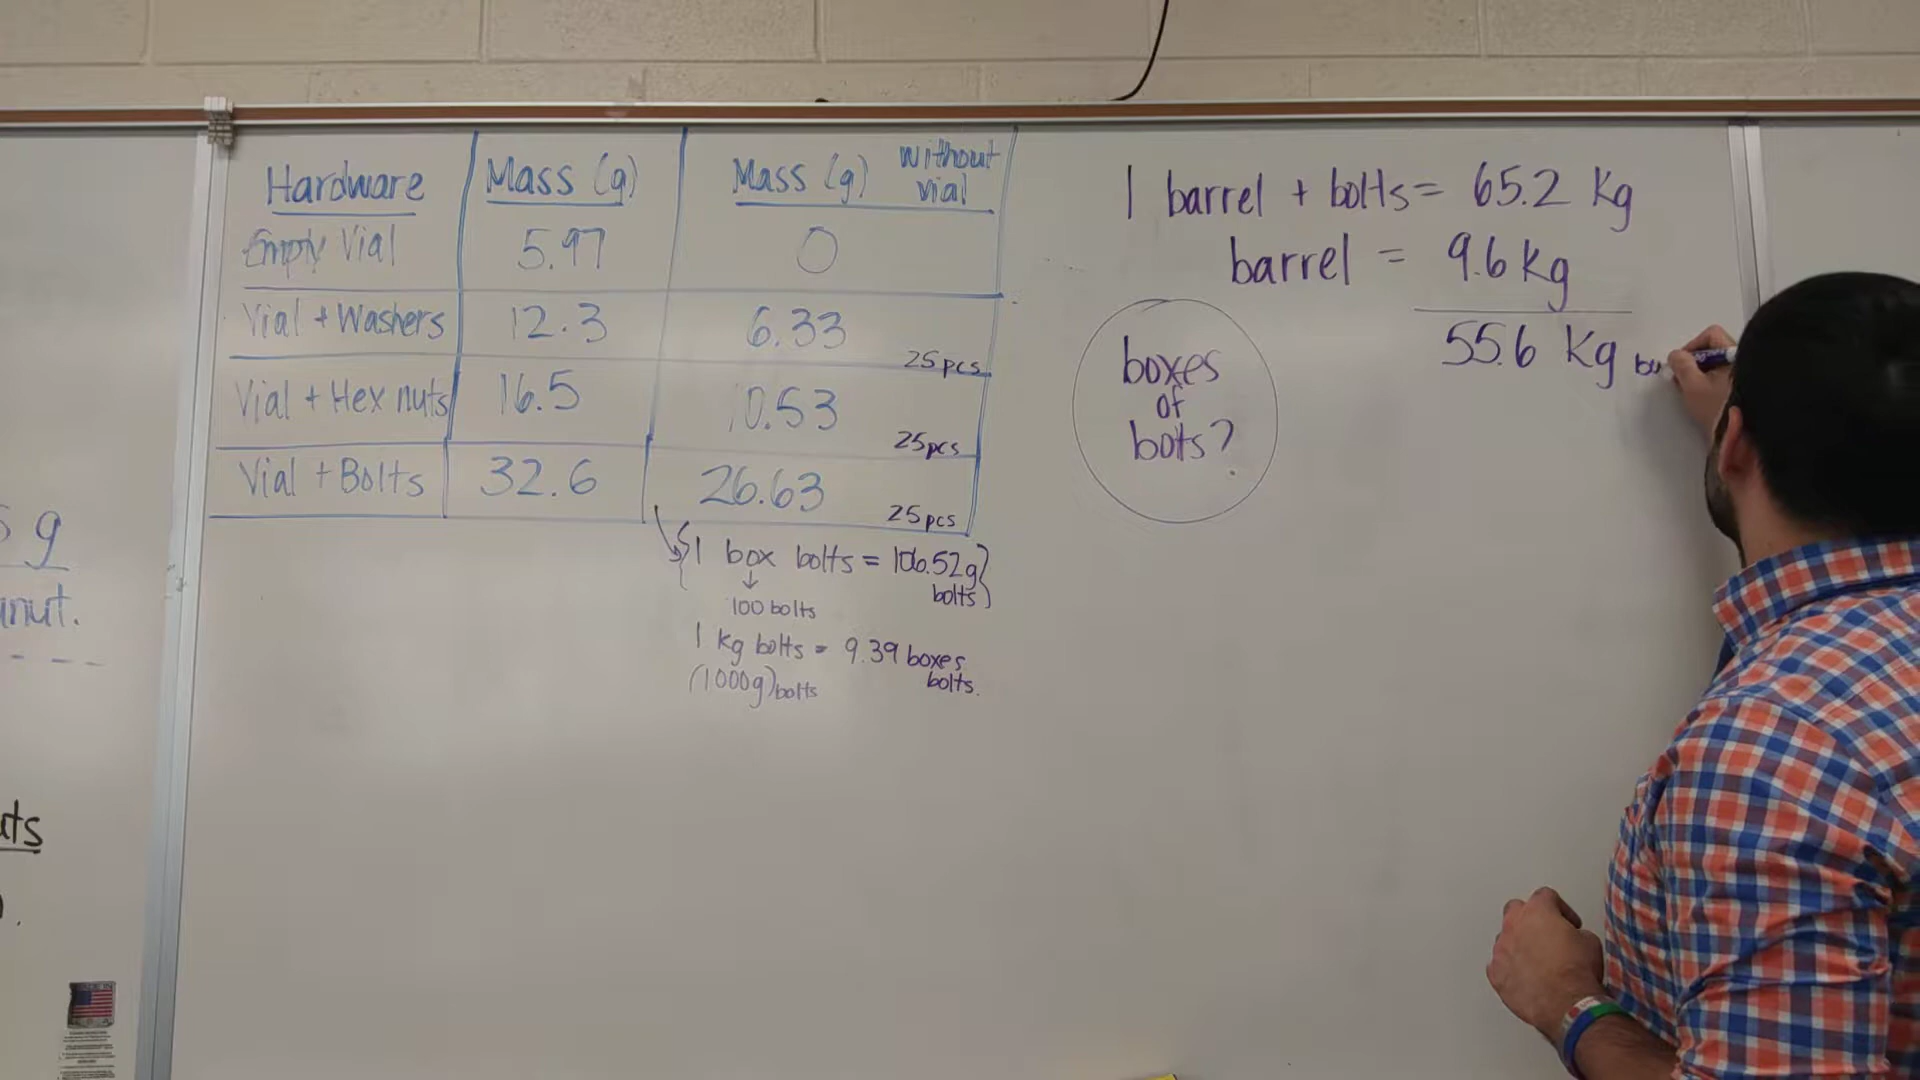 Hardware
Mass (g)
Mass (g) without vial
Empty Vial
5.97
0
Vial + Washers
12.3
6.33
25 pcs
Vial + Hex nuts
16.5
10.53
25 pcs
Vial + Bolts
32.6
26.63
25 pcs
1 box bolts = 106.52g
bolts
100 bolts
1 kg bolts = 9.39 boxes
bolts.
(1000g) bolts
1 barrel + bolts = 65.2 Kg
barrel = 9.6 kg
55.6 Kg
boxes
of
bolts?
g
nut.
ts